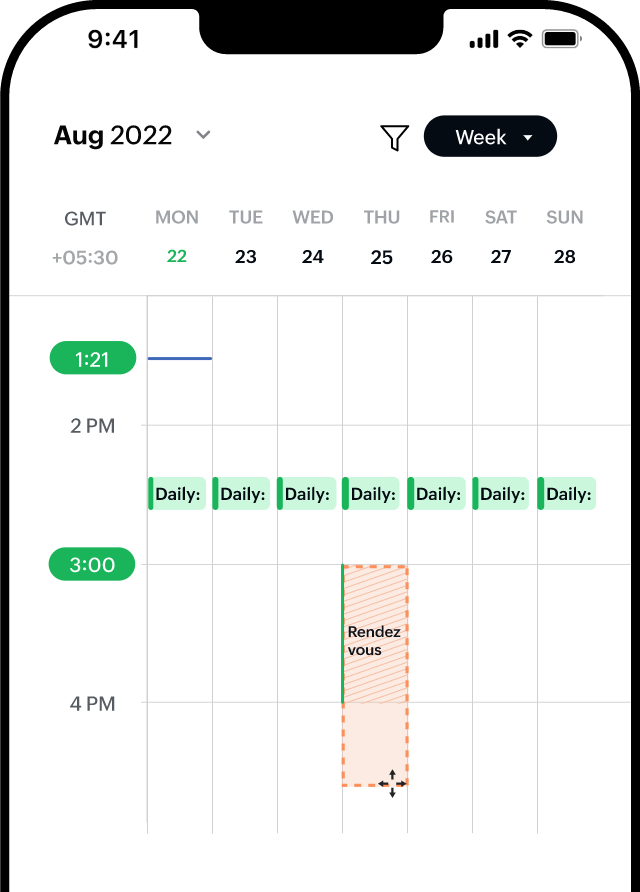 9:41
Aug 2022
Week
GMT MON TUE WED THU FRI SAT SUN
+05:30 22 23 24 25 26 27 28
1:21
2 PM
Daily: Daily: Daily: Daily: Daily: Daily: Daily:
3:00
Rendez
vous
4 PM